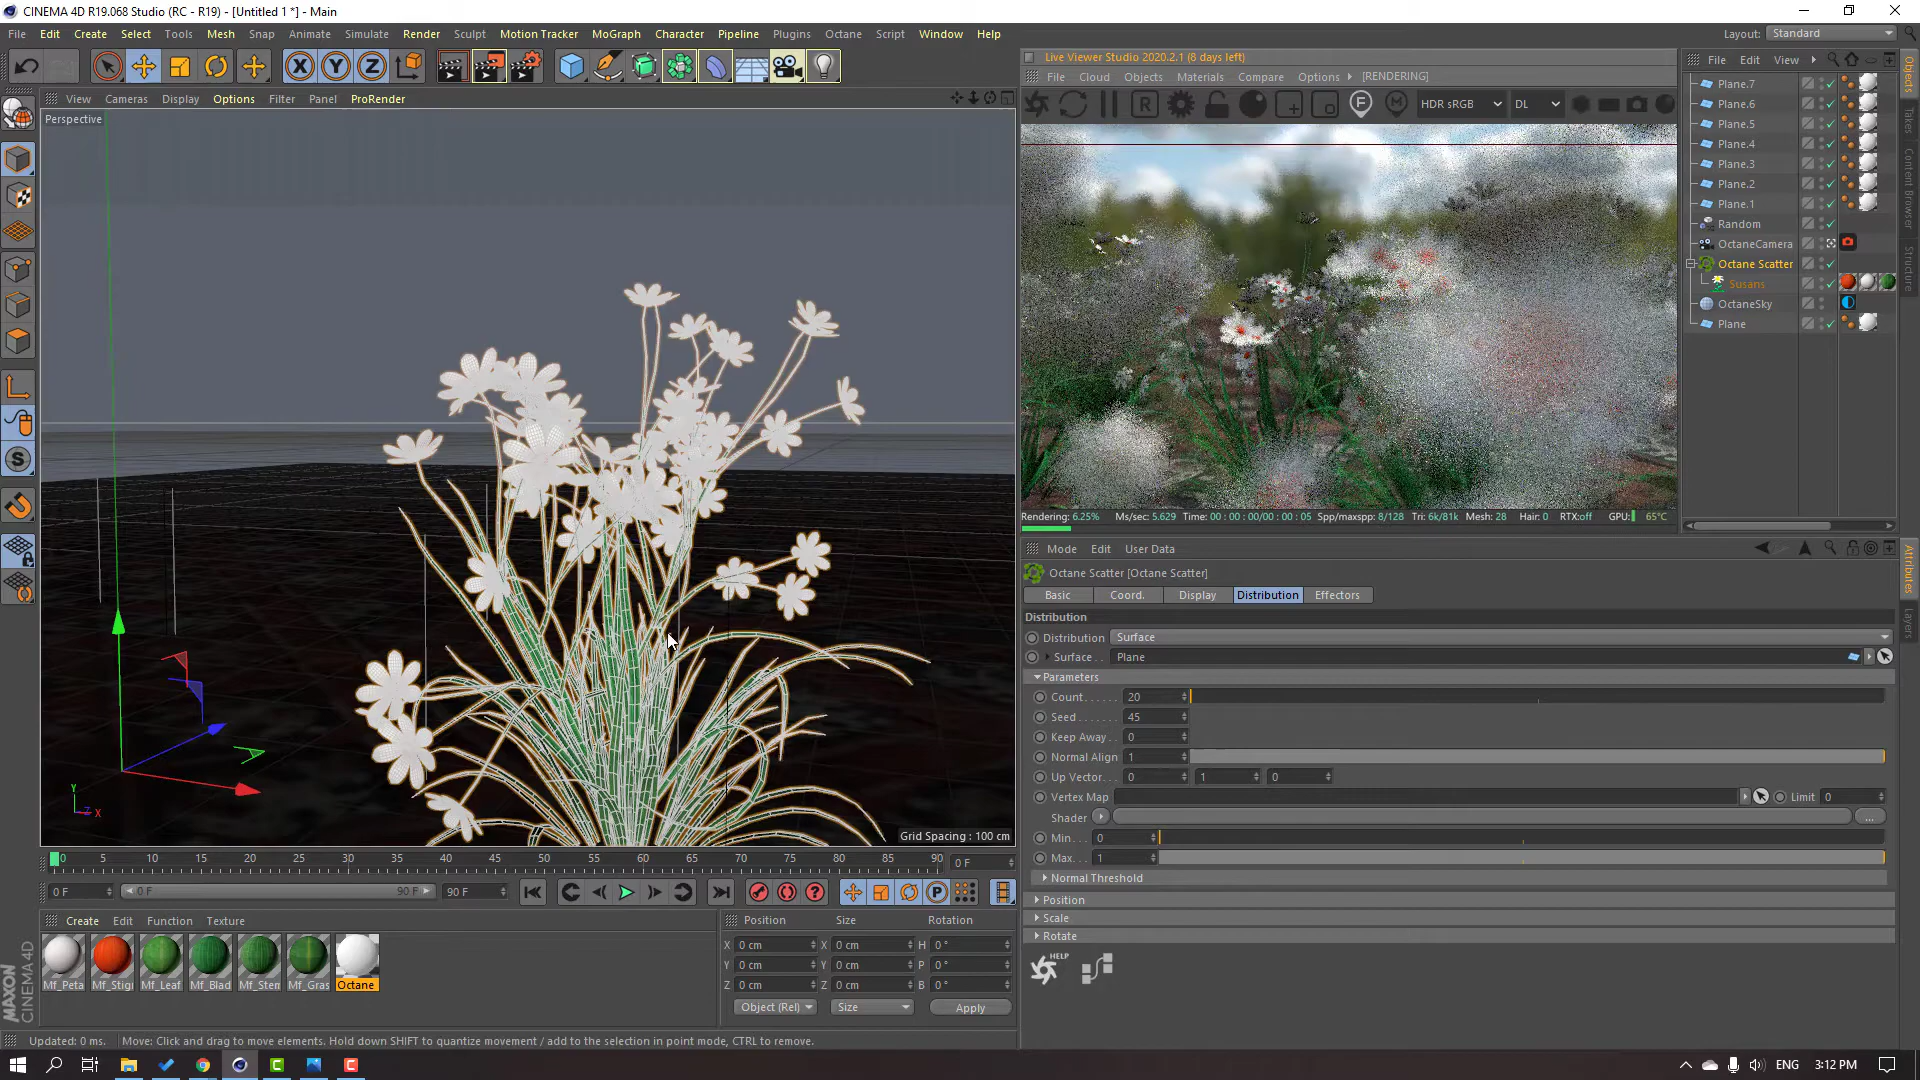 CINEMA 4D R19.068 Studio (RC - R19) - [Untitled 1 *] - Main
File Edit Create Select Tools Mesh Snap Animate Simulate Render Sculpt Motion Tracker MoGraph Character Pipeline Plugins Octane Script Window Help
Layout: Standard
Live Viewer Studio 2020.2.1 (8 days left)
File Cloud Objects Materials Compare Options [RENDERING]
HDR sRGB DL
View Cameras Display Options Filter Panel ProRender
Perspective
Grid Spacing : 100 cm
Y
Z X
Rendering: 6.25% Ms/sec: 5.629 Time: 00 : 00 : 00/00 : 00 : 05 Spp/maxspp: 8/128 Tri: 6k/81k Mesh: 28 Hair: 0 RTX:off GPU: 65°C
File Edit View
Plane.7
Plane.6
Plane.5
Plane.4
Plane.3
Plane.2
Plane.1
Random
OctaneCamera
Octane Scatter
Susans
OctaneSky
Plane
Objects
Takes
Content Browser
Structure
Attributes
Layers
Mode Edit User Data
Octane Scatter [Octane Scatter]
Basic Coord. Display Distribution Effectors
Distribution
Distribution Surface
Surface . . Plane
Parameters
Count . . . . . . 20
Seed . . . . . . . 45
Keep Away . . 0
Normal Align 1
Up Vector. . . 0 1 0
Vertex Map Limit 0
Shader ...
Min . . . 0
Max. . . 1
Normal Threshold
Position
Scale
Rotate
HELP
0 5 10 15 20 25 30 35 40 45 50 55 60 65 70 75 80 85 90 0 F
0 F 0 F 90 F 90 F
Create Edit Function Texture
Mf_Peta Mf_Stig Mf_Leaf Mf_Blad Mf_Sten Mf_Gras Octane
Position Size Rotation
X 0 cm X 0 cm H 0 °
Y 0 cm Y 0 cm P 0 °
Z 0 cm Z 0 cm B 0 °
Object (Rel) Size Apply
MAXON
CINEMA 4D
Updated: 0 ms. Move: Click and drag to move elements. Hold down SHIFT to quantize movement / add to the selection in point mode, CTRL to remove.
ENG 3:12 PM